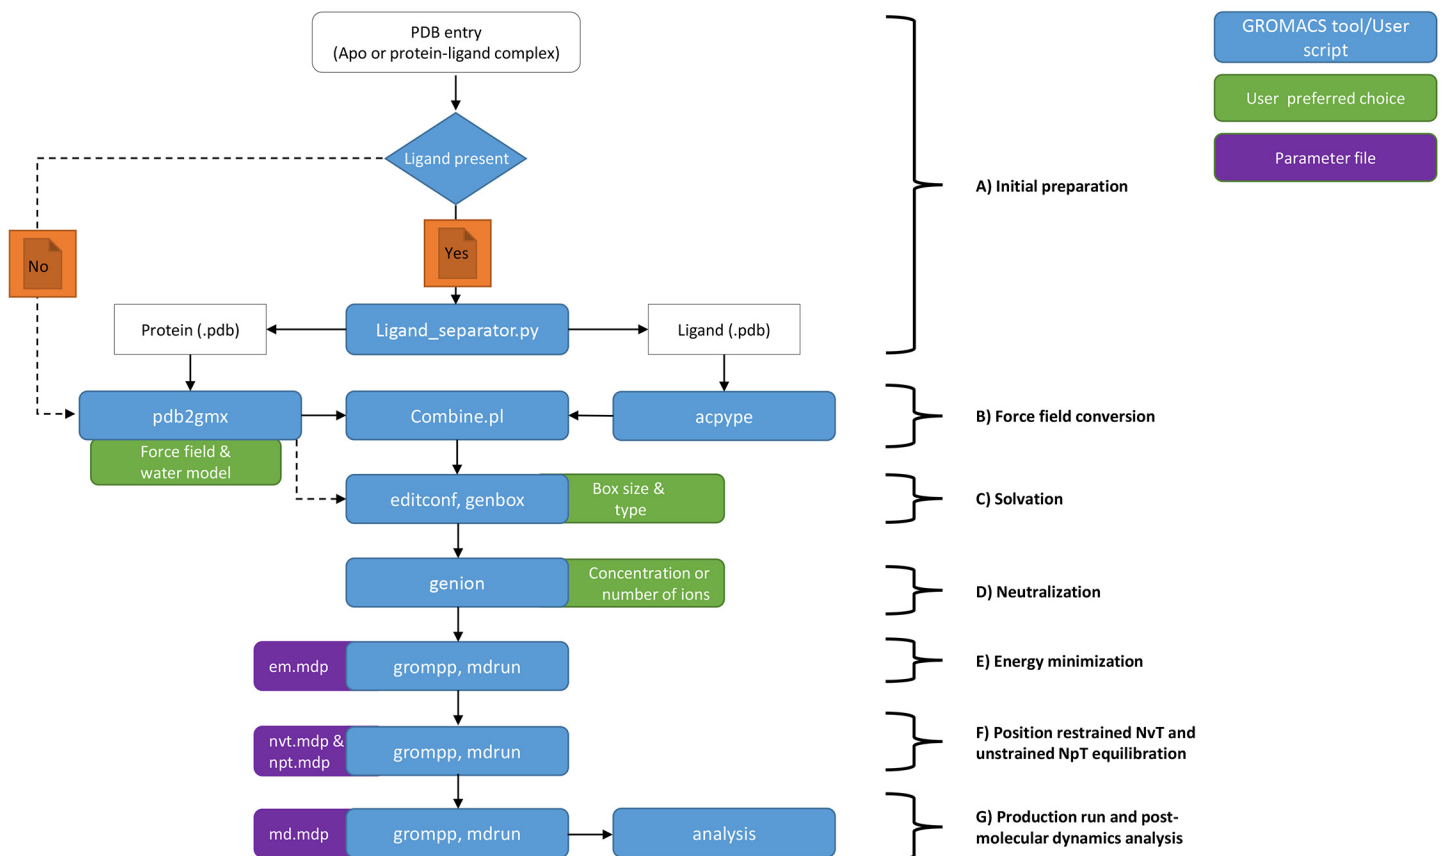 PDB entry
(Apo or protein-ligand complex)
GROMACS tool/User
script
User preferred choice
Parameter file
Ligand present
A) Initial preparation
No
Yes
Protein (.pdb)
Ligand_separator.py
Ligand (.pdb)
pdb2gmx
Combine.pl
acpype
B) Force field conversion
Force field &
water model
editconf, genbox
Box size &
type
C) Solvation
genion
Concentration or
number of ions
D) Neutralization
em.mdp
grompp, mdrun
E) Energy minimization
nvt.mdp &
npt.mdp
grompp, mdrun
F) Position restrained NvT and
unstrained NpT equilibration
md.mdp
grompp, mdrun
analysis
G) Production run and post-
molecular dynamics analysis